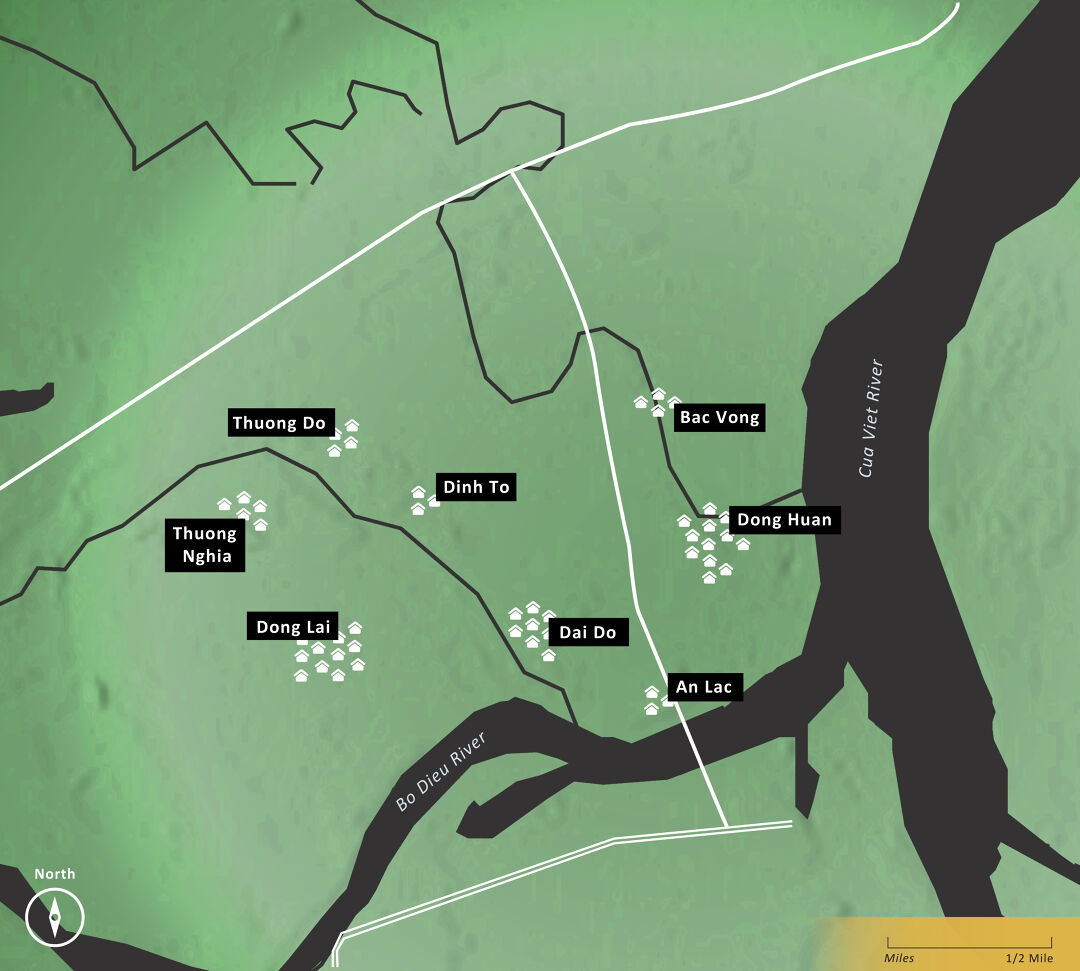 Cua Viet River
Bac Vong
Thuong Do
Dinh To
Dong Huan
Thuong
Nghia
Dong Lai
Dai Do
An Lac
Bo Dieu River
North
Miles
1/2 Mile